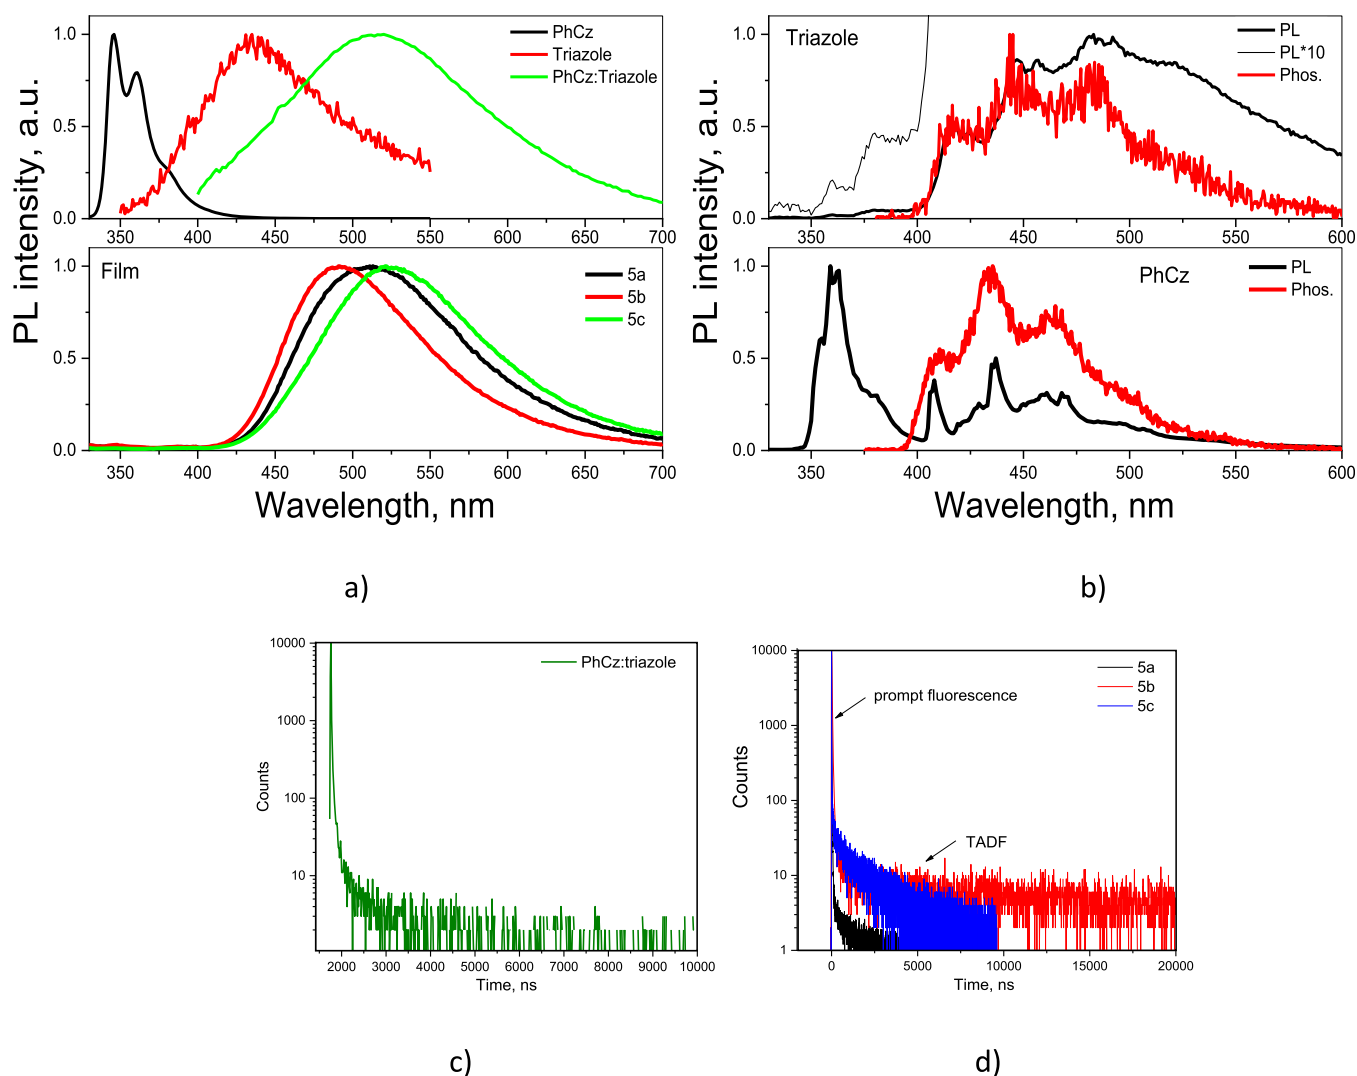 PL intensity, a.u.
1.0
0.5
0.0
350 400 450 500 550 600 650 700
PhCz
Triazole
PhCz:Triazole
Film
1.0
0.5
0.0
5a
5b
5c
350 400 450 500 550 600 650 700
Wavelength, nm
a)
PL intensity, a.u.
Triazole
1.0
0.5
0.0
PL
PL*10
Phos.
350 400 450 500 550 600
PhCz
1.0
0.5
0.0
PL
Phos.
350 400 450 500 550 600
Wavelength, nm
b)
Counts
10000
1000
100
10
PhCz:triazole
2000 3000 4000 5000 6000 7000 8000 9000 10000
Time, ns
c)
Counts
10000
1000
100
10
1
5a
5b
5c
prompt fluorescence
TADF
0 5000 10000 15000 20000
Time, ns
d)